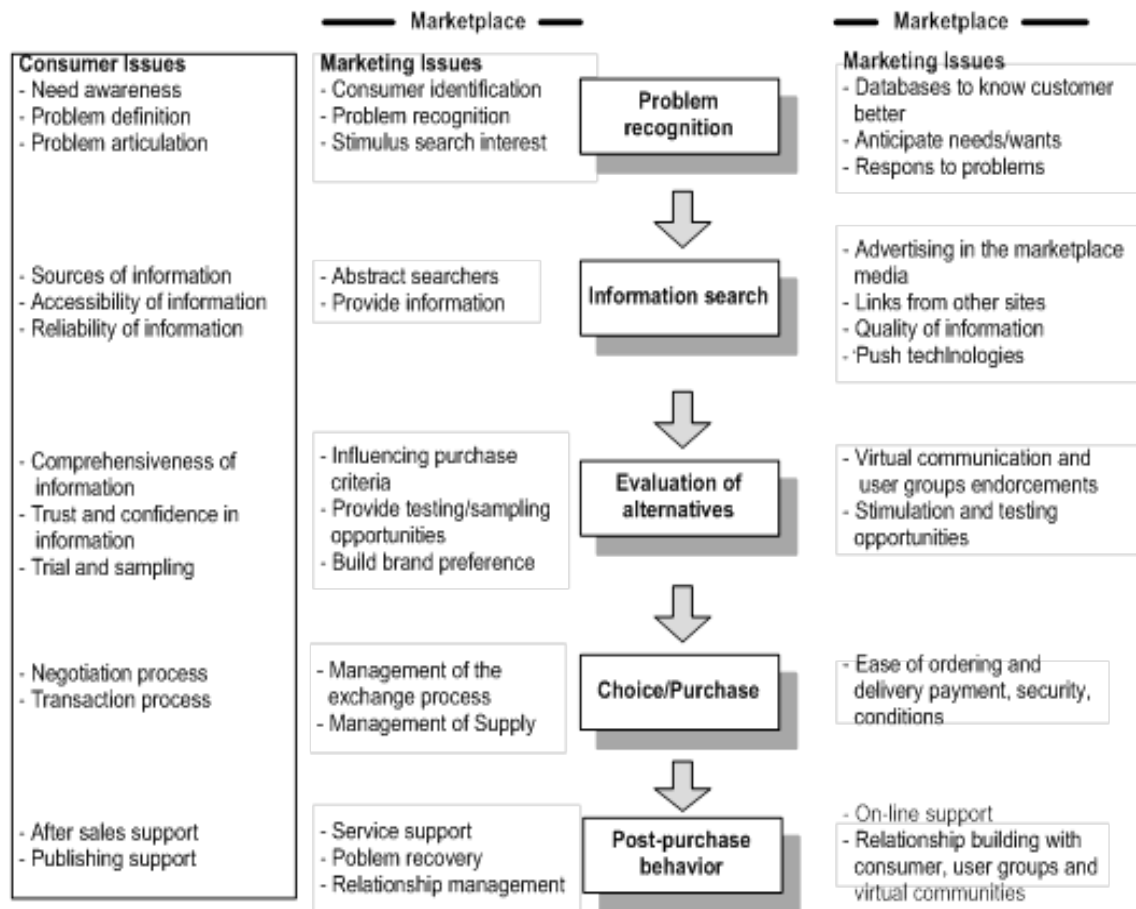 Marketplace
Marketplace
Consumer Issues
- Need awareness
- Problem definition
- Problem articulation
Marketing Issues
- Consumer identification
- Problem recognition
- Stimulus search interest
Problem
recognition
Marketing Issues
- Databases to know customer
better
- Anticipate needs/wants
- Respons to problems
- Sources of information
- Accessibility of information
- Reliability of information
- Abstract searchers
- Provide information
Information search
- Advertising in the marketplace
media
- Links from other sites
- Quality of information
- Push techInologies
- Comprehensiveness of
information
- Trust and confidence in
information
- Trial and sampling
- Influencing purchase
criteria
- Provide testing/sampling
opportunities
- Build brand preference
Evaluation of
alternatives
- Virtual communication and
user groups endorcements
- Stimulation and testing
opportunities
- Negotiation process
- Transaction process
- Management of the
exchange process
- Management of Supply
Choice/Purchase
- Ease of ordering and
delivery payment, security,
conditions
- After sales support
- Publishing support
- Service support
- Poblem recovery
- Relationship management
Post-purchase
behavior
- On-line support
- Relationship building with
consumer, user groups and
virtual communities